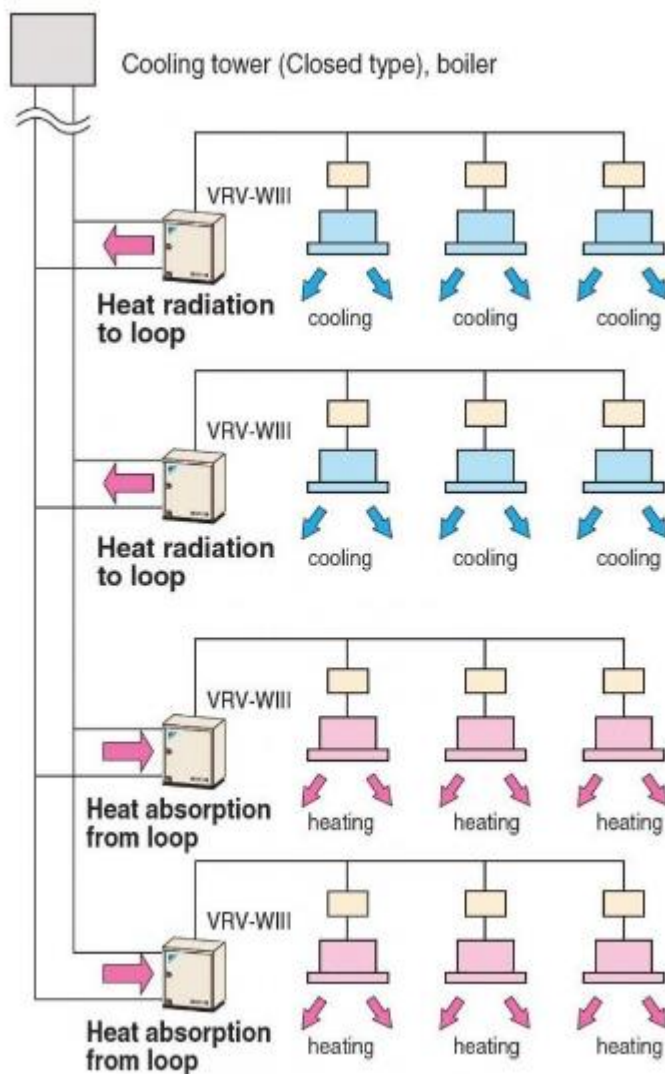 Cooling tower (Closed type), boiler
VRV-WIII
Heat radiation
to loop
cooling
cooling
cooling
VRV-WIII
Heat radiation
to loop
cooling
cooling
cooling
VRV-WIII
Heat absorption
from loop
heating
heating
heating
VRV-WIII
Heat absorption
from loop
heating
heating
heating